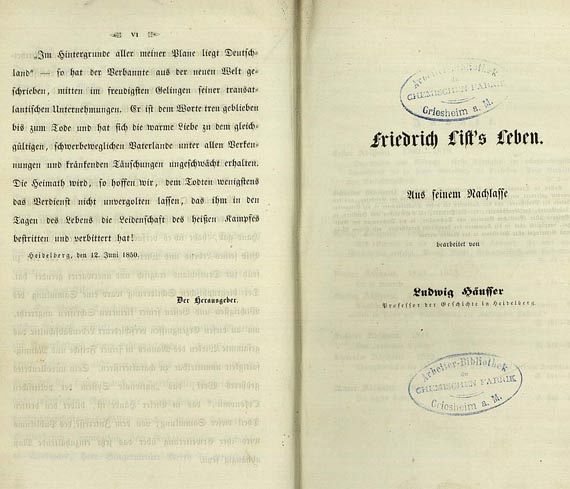 VI
„Im Hintergrunde aller meiner Plane liegt Deutsch-
land“ — so hat der Verbannte aus der neuen Welt ge-
schrieben, mitten im freudigsten Gelingen seiner transat-
lantischen Unternehmungen. Er ist dem Worte treu geblieben
bis zum Tode und hat sich die warme Liebe zu dem gleich-
gültigen, schwerbeweglichen Vaterlande unter allen Verken-
nungen und kränkenden Täuschungen ungeschwächt erhalten.
Die Heimath wird, so hoffen wir, dem Todten wenigstens
das Verdienst nicht unvergolten lassen, das ihm in den
Tagen des Lebens die Leidenschaft des heißen Kampfes
bestritten und verbittert hat!
Heidelberg, den 12. Juni 1850.
Der Herausgeber.
Arbeiter-Bibliothek
der
CHEMISCHEN FABRIK
Griesheim a. M.
Friedrich List's Leben.
Aus seinem Nachlasse
bearbeitet von
Ludwig Häusser
Professor der Geschichte in Heidelberg.
Arbeiter-Bibliothek
der
CHEMISCHEN FABRIK
Griesheim a. M.